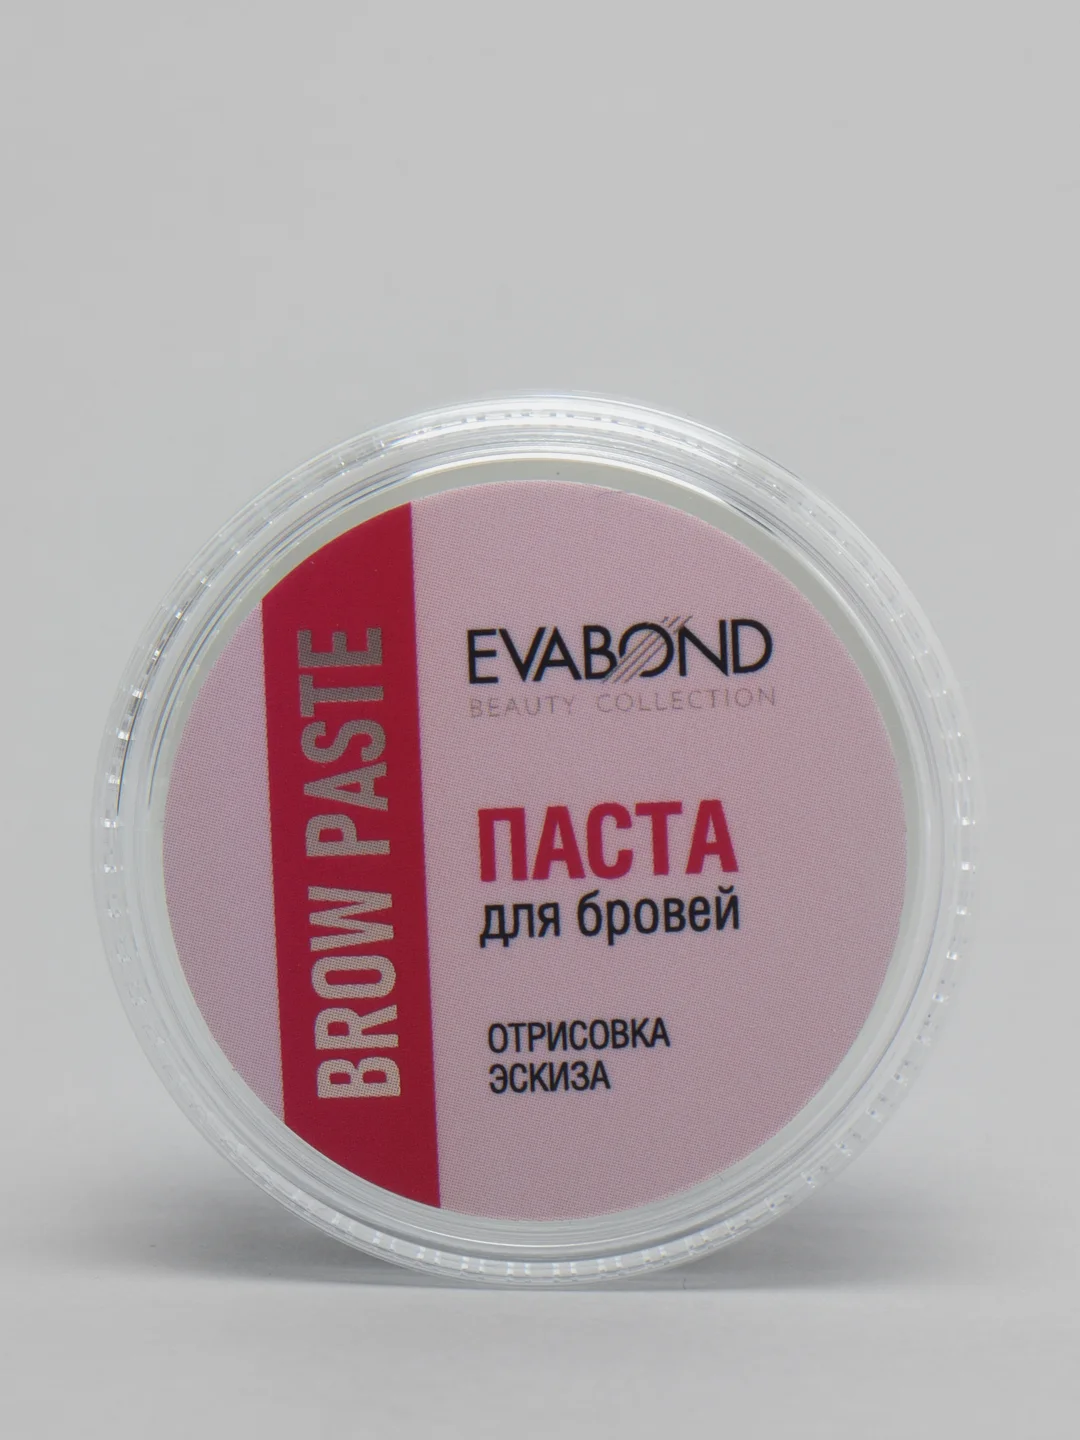 BROW PASTE
EVABOND
BEAUTY COLLECTION
ПАСТА
для бровей
ОТРИСОВКА
ЭСКИЗА